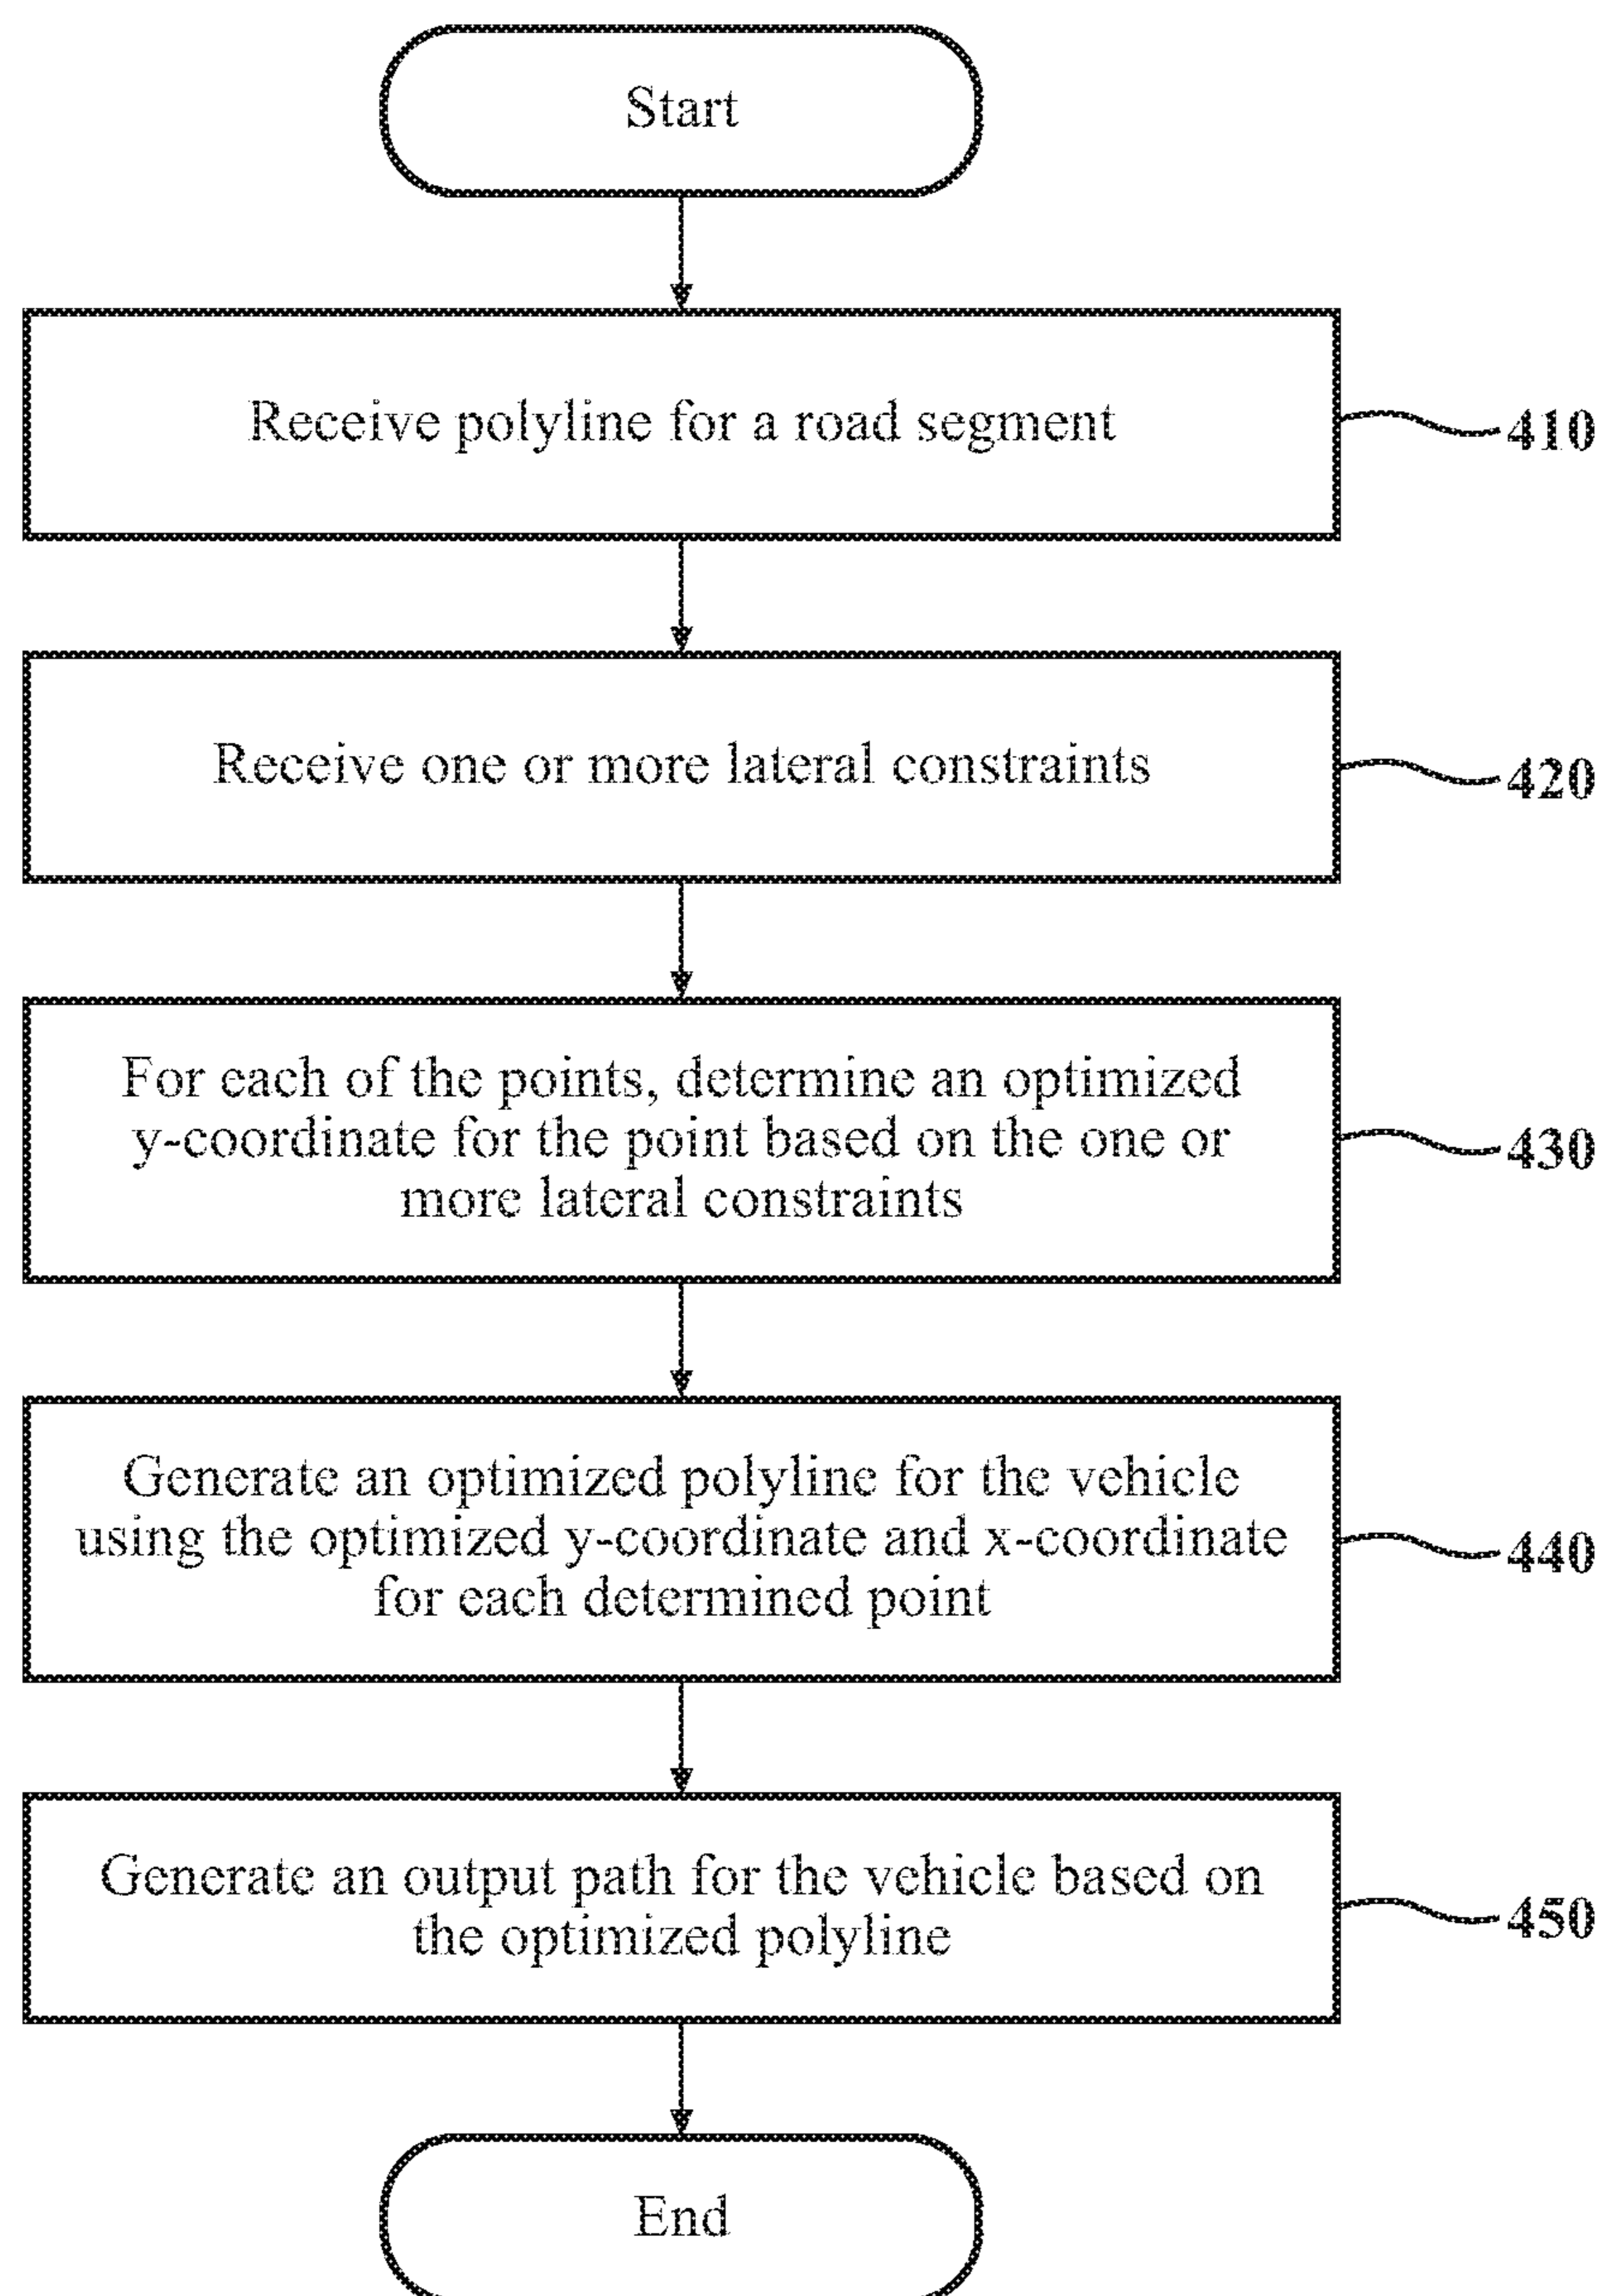 Start
Receive polyline for a road segment
410
Receive one or more lateral constraints
420
For each of the points, determine an optimized
y-coordinate for the point based on the one or
more lateral constraints
430
Generate an optimized polyline for the vehicle
using the optimized y-coordinate and x-coordinate
for each determined point
440
Generate an output path for the vehicle based on
the optimized polyline
450
End